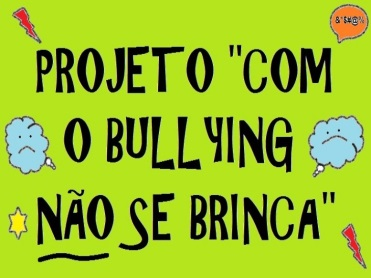 &*$#@%
PROJETO "COM
O BULLYING
NÃO SE BRINCA"